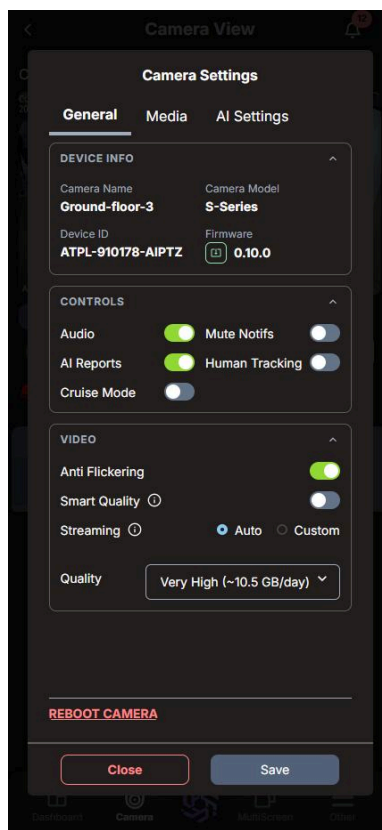 Camera View
12
Camera Settings
General Media AI Settings
DEVICE INFO
Camera Name Camera Model
Ground-floor-3 S-Series
Device ID Firmware
ATPL-910178-AIPTZ 0.10.0
CONTROLS
Audio Mute Notifs
AI Reports Human Tracking
Cruise Mode
VIDEO
Anti Flickering
Smart Quality
Streaming Auto Custom
Quality Very High (~10.5 GB/day)
REBOOT CAMERA
Close Save
Dashboard Camera MultiScreen Other